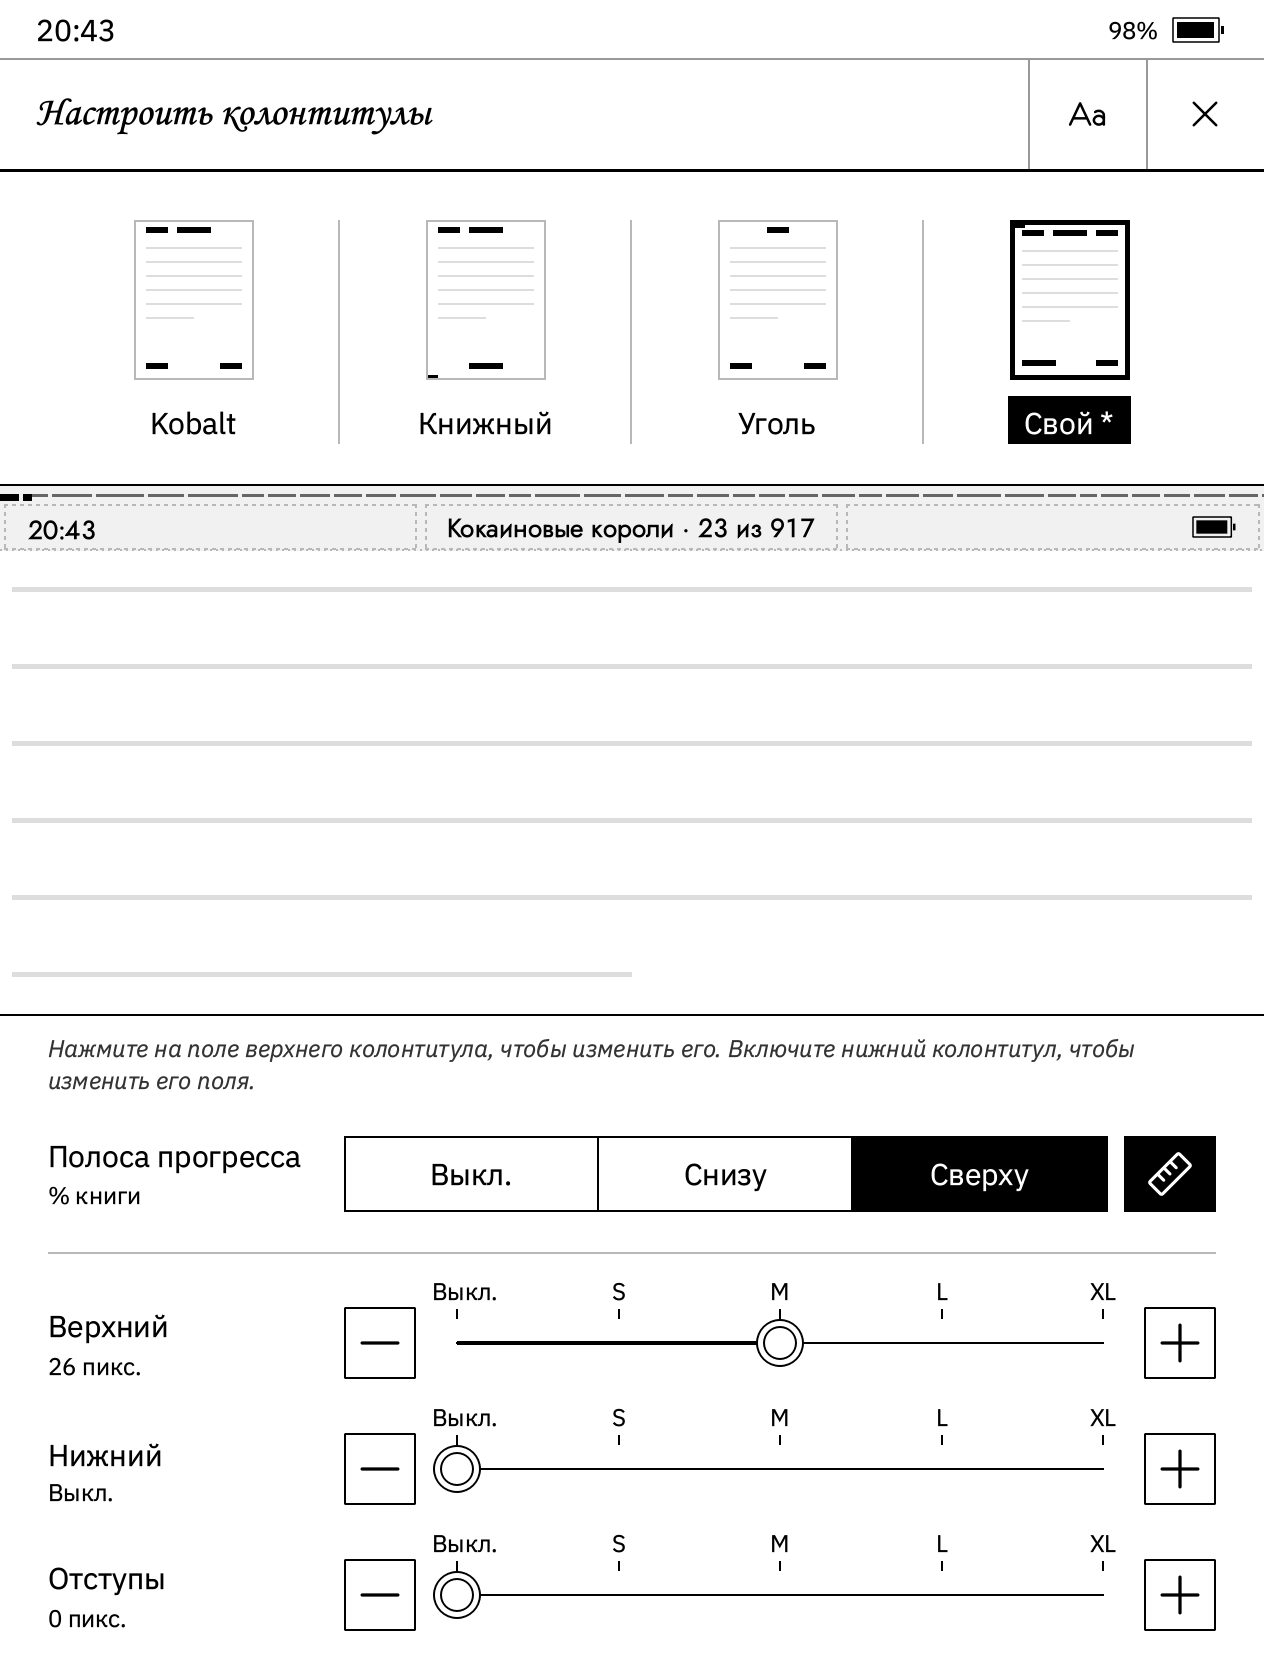 20:43
98%
Настроить колонтитулы
Aa
Kobalt
Книжный
Уголь
Свой *
20:43
Кокаиновые короли · 23 из 917
Нажмите на поле верхнего колонтитула, чтобы изменить его. Включите нижний колонтитул, чтобы
изменить его поля.
Полоса прогресса
% книги
Выкл.
Снизу
Сверху
Выкл. S M L XL
Верхний
26 пикс.
Выкл. S M L XL
Нижний
Выкл.
Выкл. S M L XL
Отступы
0 пикс.